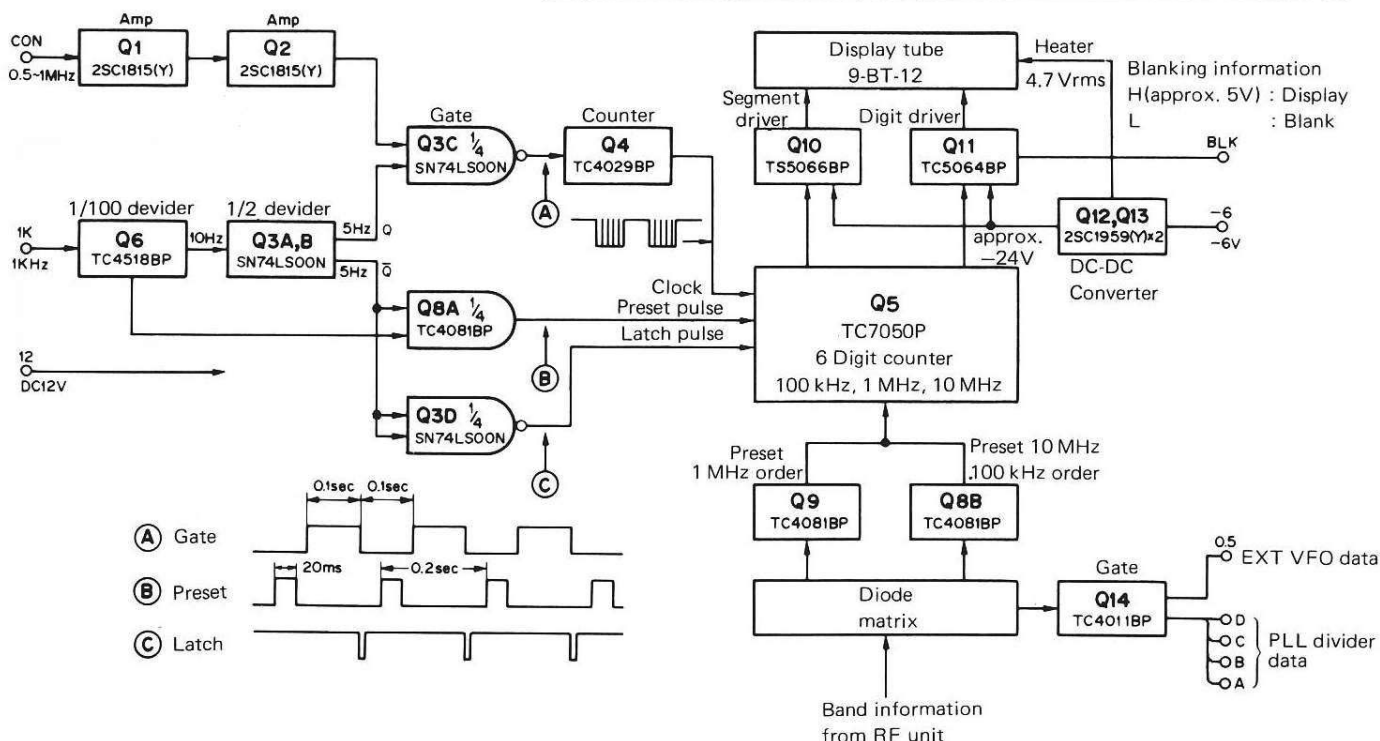 Amp
Amp
CON
0.5~1MHz
Q1
2SC1815(Y)
Q2
2SC1815(Y)
Gate
Q3C 1/4
SN74LS00N
Counter
Q4
TC4029BP
A
1/100 devider
1/2 devider
1K
1KHz
Q6
TC4518BP
10Hz
Q3A,B
SN74LS00N
5Hz Q
5Hz Q̅
Q8A 1/4
TC4081BP
B
12
DC12V
Q3D 1/4
SN74LS00N
C
Display tube
9-BT-12
Heater
4.7 Vrms
Blanking information
H(approx. 5V) : Display
L : Blank
Segment
driver
Digit driver
Q10
TS5066BP
Q11
TC5064BP
BLK
approx.
−24V
Q12,Q13
2SC1959(Y)×2
DC-DC
Converter
-6
-6V
Clock
Preset pulse
Latch pulse
Q5
TC7050P
6 Digit counter
100 kHz, 1 MHz, 10 MHz
Preset
1 MHz order
Preset 10 MHz
.100 kHz order
Q9
TC4081BP
Q8B
TC4081BP
Diode
matrix
Gate
Q14
TC4011BP
0.5
EXT VFO data
D
C
B
A
PLL divider
data
Band information
from RF unit
0.1sec
0.1sec
A Gate
20ms
0.2sec
B Preset
C Latch